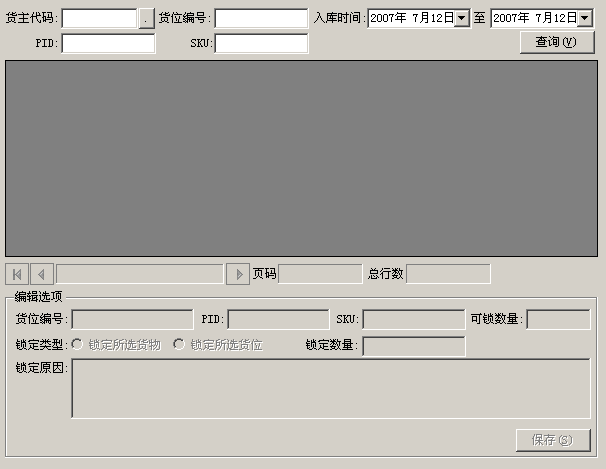 货主代码: . 货位编号: 入库时间: 2007年 7月12日 至 2007年 7月12日
PID: SKU: 查询(V)
页码 总行数
编辑选项
货位编号: PID: SKU: 可锁数量:
锁定类型: 锁定所选货物 锁定所选货位 锁定数量:
锁定原因:
保存(S)